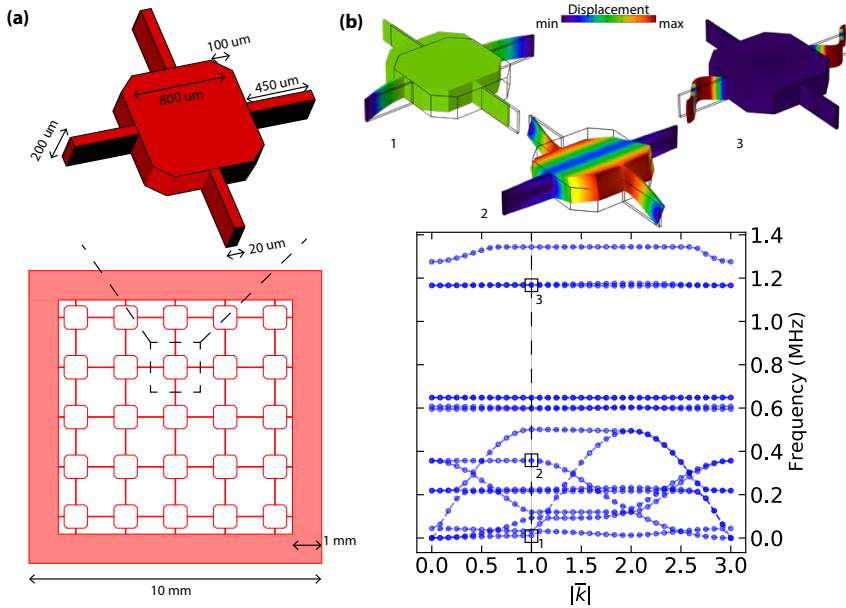 (a)
100 um
800 um
450 um
200 um
20 um
1 mm
10 mm
(b)
Displacement
min
max
1
2
3
1.4
1.2
1.0
0.8
0.6
0.4
0.2
0.0
Frequency (MHz)
3
2
1
0.0 0.5 1.0 1.5 2.0 2.5 3.0
|k̅|